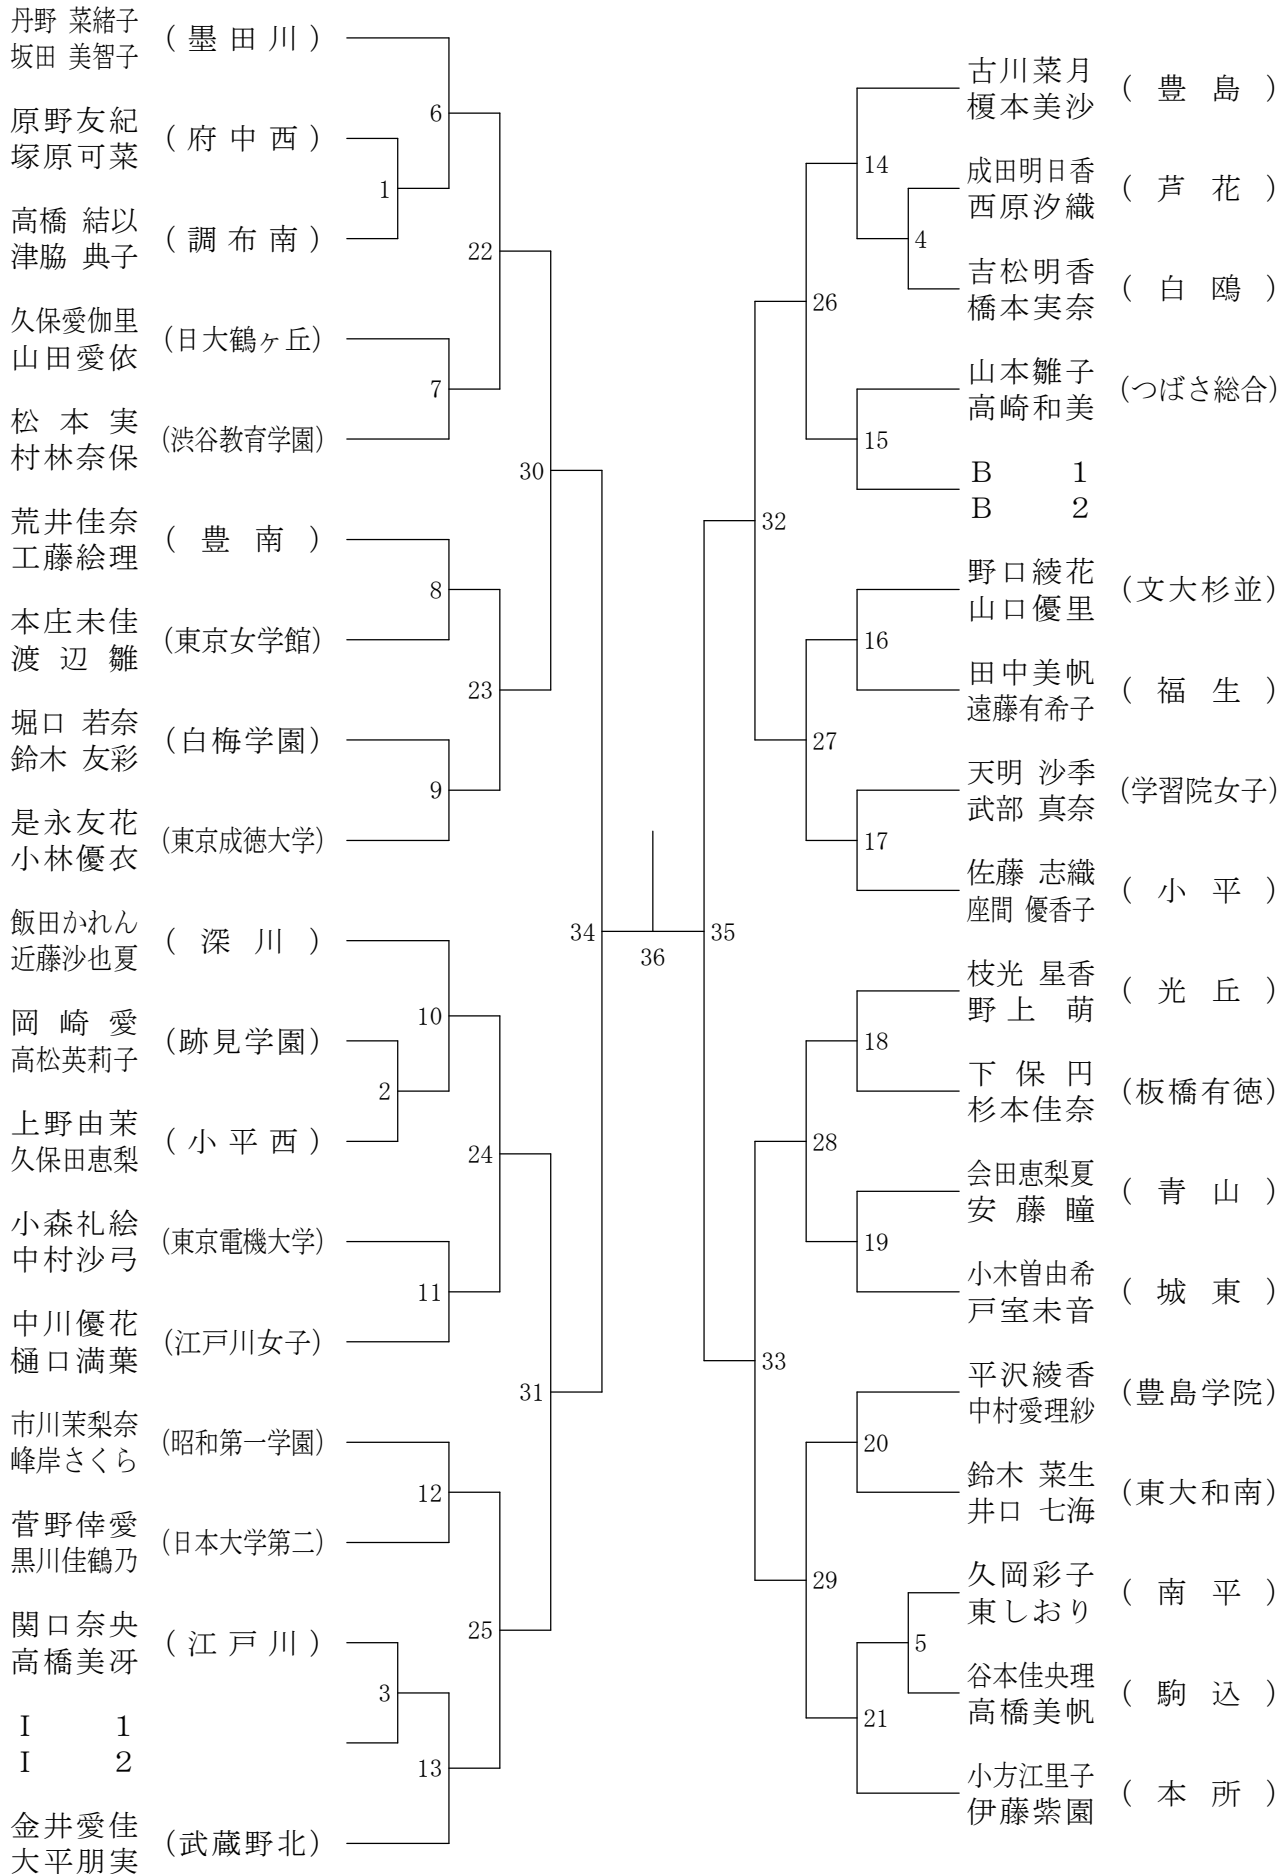 丹野 菜緒子
坂田 美智子
(墨田川)
原野友紀
塚原可菜
(府中西)
高橋 結以
津脇 典子
(調布南)
久保愛伽里
山田愛依
(日大鶴ヶ丘)
松本実
村林奈保
(渋谷教育学園)
荒井佳奈
工藤絵理
(豊南)
本庄未佳
渡辺雛
(東京女学館)
堀口 若奈
鈴木 友彩
(白梅学園)
是永友花
小林優衣
(東京成徳大学)
飯田かれん
近藤沙也夏
(深川)
岡崎愛
高松英莉子
(跡見学園)
上野由茉
久保田恵梨
(小平西)
小森礼絵
中村沙弓
(東京電機大学)
中川優花
樋口満葉
(江戸川女子)
市川茉梨奈
峰岸さくら
(昭和第一学園)
菅野倖愛
黒川佳鶴乃
(日本大学第二)
関口奈央
高橋美冴
(江戸川)
I 1
I 2
金井愛佳
大平朋実
(武蔵野北)
6
1
22
7
30
8
23
9
34
10
2
24
11
31
12
25
3
13
36
35
古川菜月
榎本美沙
(豊島)
成田明日香
西原汐織
(芦花)
吉松明香
橋本実奈
(白鴎)
山本雛子
高崎和美
(つばさ総合)
B 1
B 2
野口綾花
山口優里
(文大杉並)
田中美帆
遠藤有希子
(福生)
天明 沙季
武部 真奈
(学習院女子)
佐藤 志織
座間 優香子
(小平)
枝光 星香
野上 萌
(光丘)
下保円
杉本佳奈
(板橋有徳)
会田恵梨夏
安藤瞳
(青山)
小木曽由希
戸室未音
(城東)
平沢綾香
中村愛理紗
(豊島学院)
鈴木 菜生
井口 七海
(東大和南)
久岡彩子
東しおり
(南平)
谷本佳央理
高橋美帆
(駒込)
小方江里子
伊藤紫園
(本所)
14
4
26
15
32
16
27
17
18
28
19
33
20
29
5
21